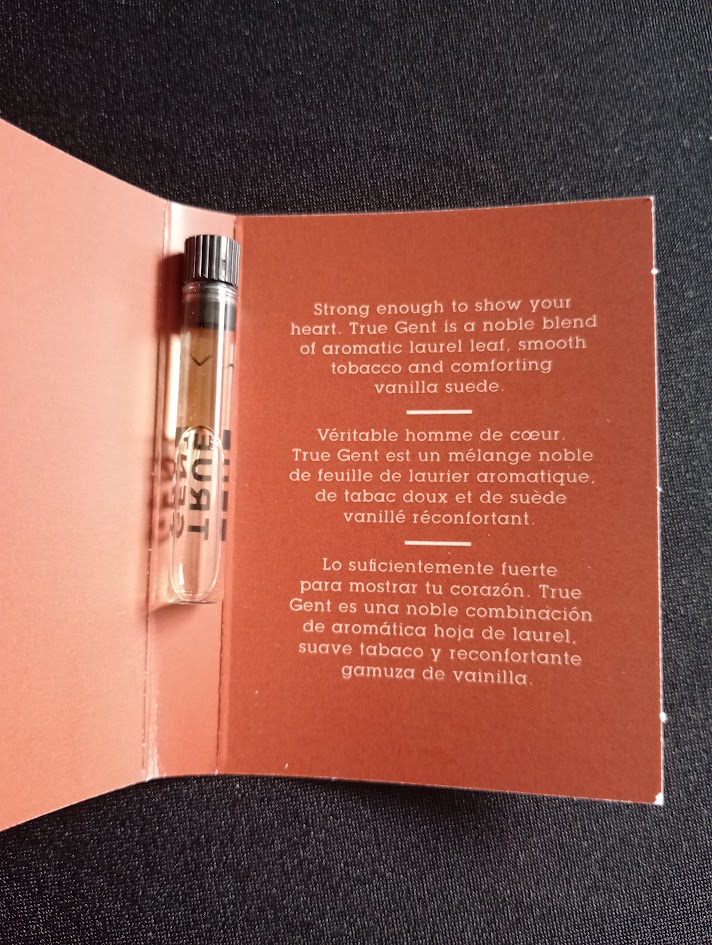 Strong enough to show your
heart. True Gent is a noble blend
of aromatic laurel leaf, smooth
tobacco and comforting
vanilla suede.
Véritable homme de cœur.
True Gent est un mélange noble
de feuille de laurier aromatique,
de tabac doux et de suède
vanillé réconfortant.
Lo suficientemente fuerte
para mostrar tu corazón. True
Gent es una noble combinación
de aromática hoja de laurel,
suave tabaco y reconfortante
gamuza de vainilla.
TRUE
GENT